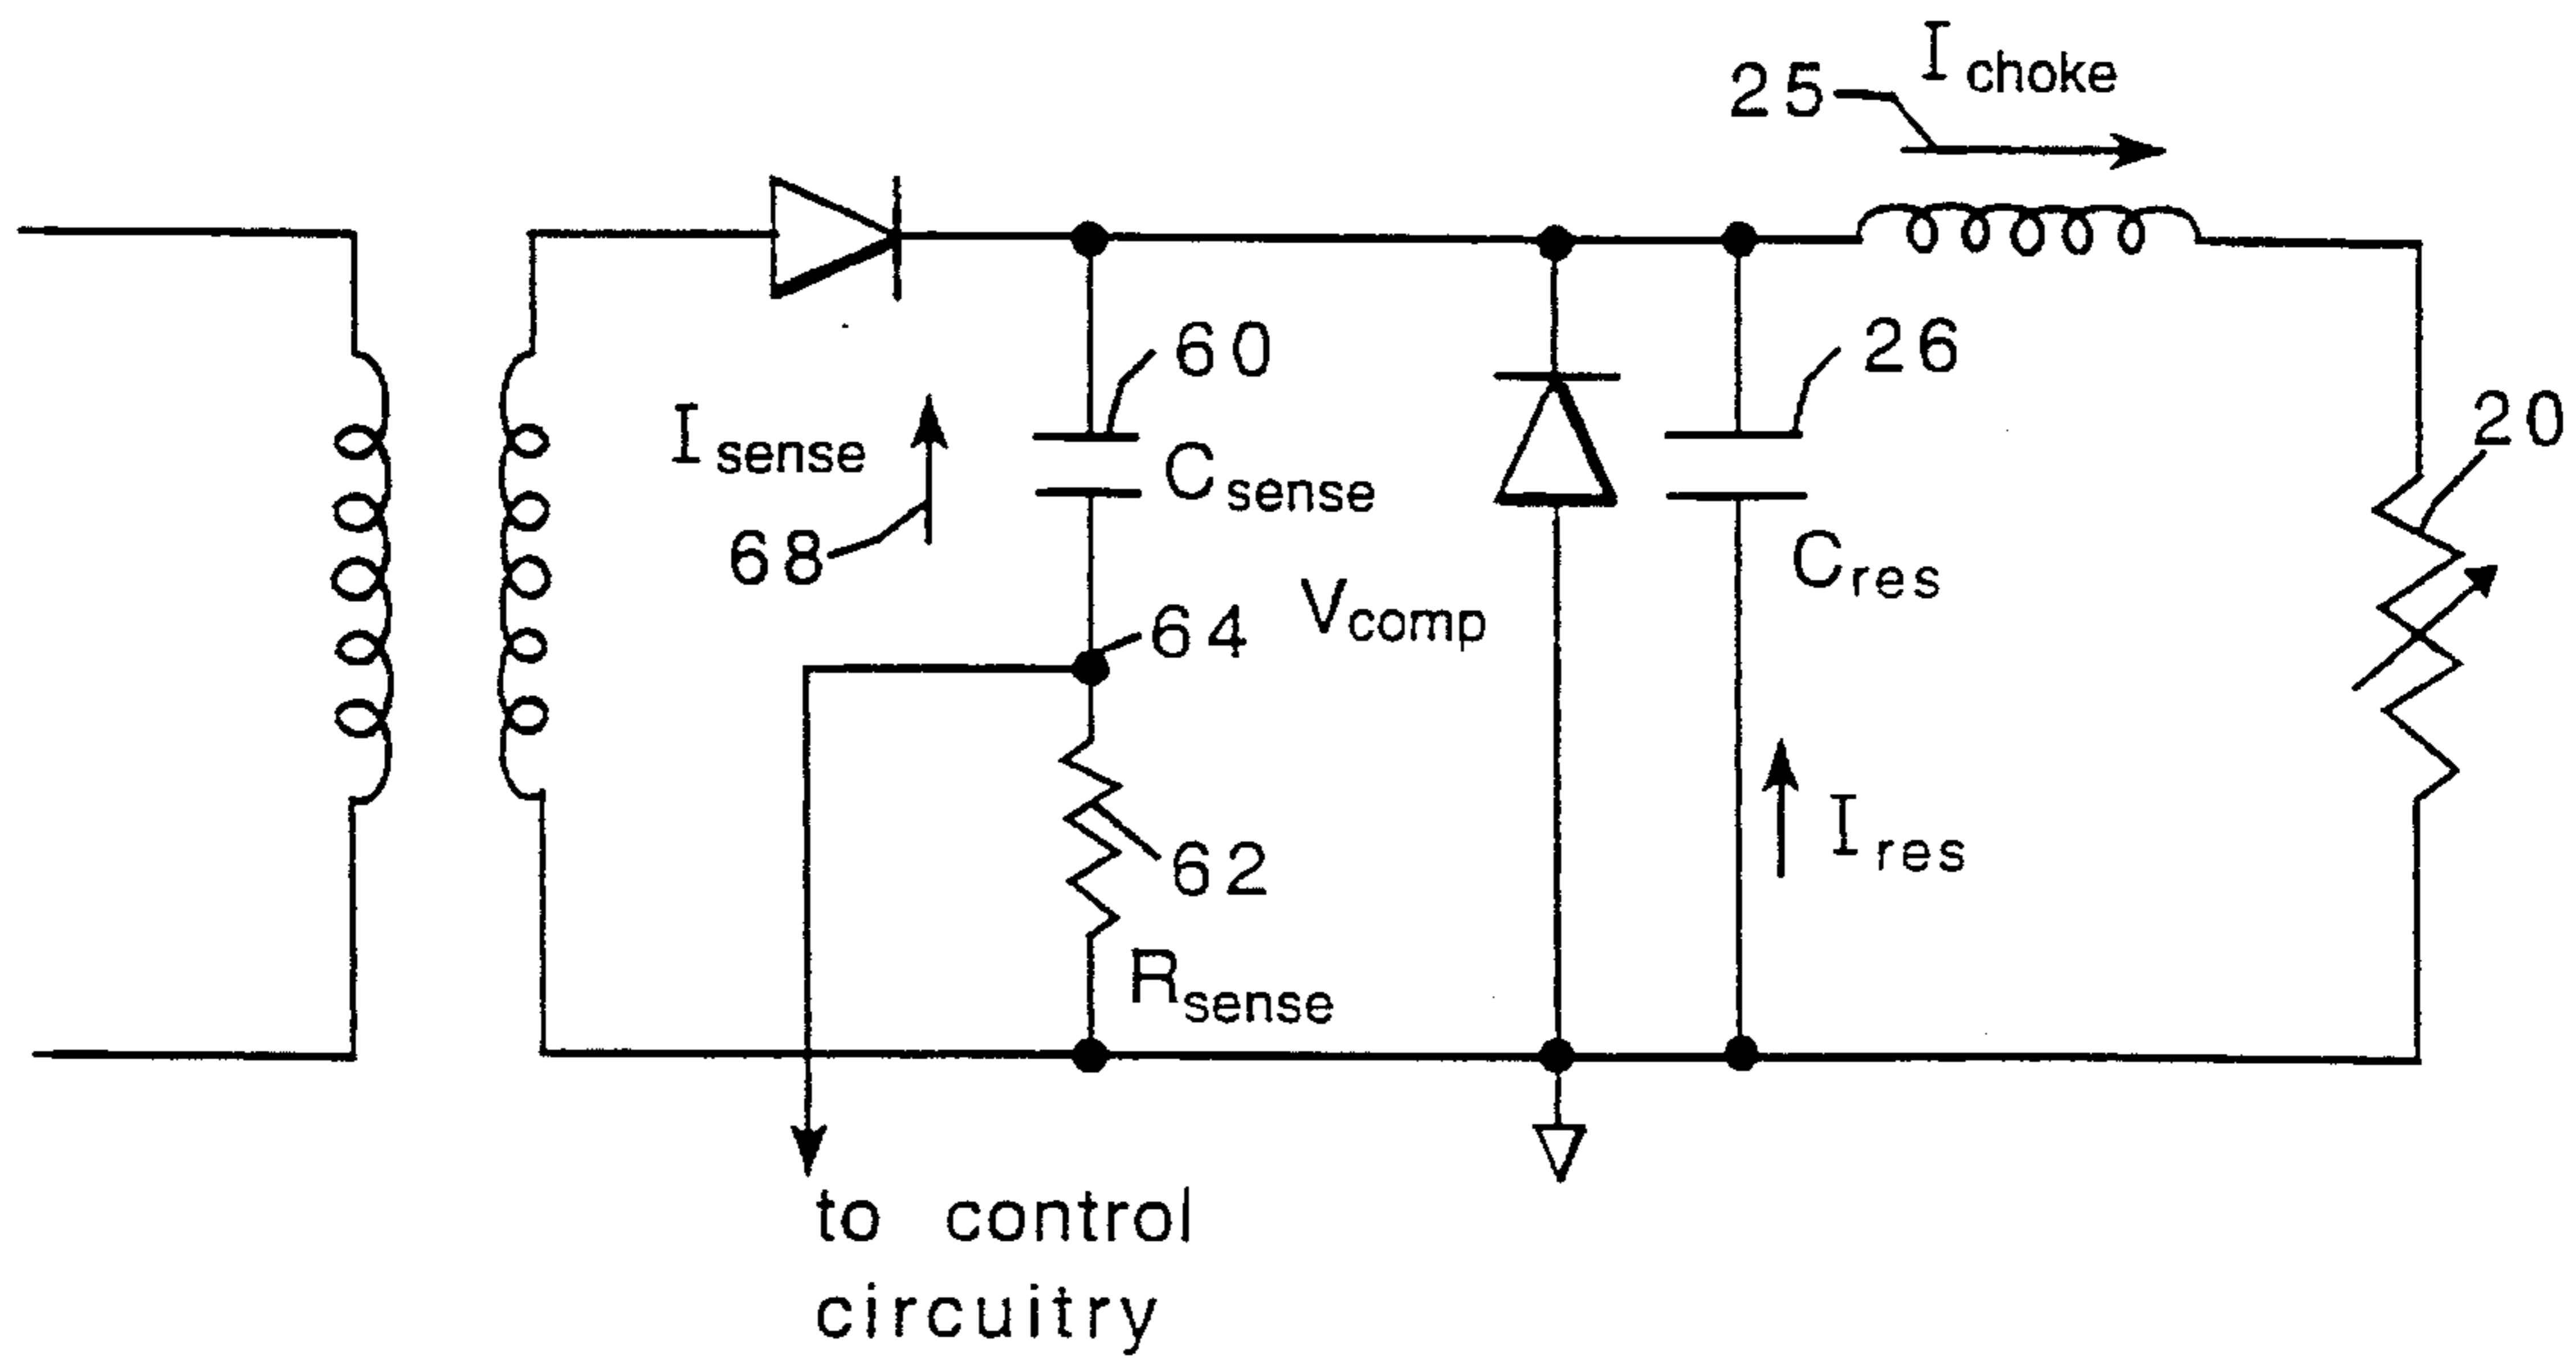 I choke
25
60
26
20
I sense
C sense
68
C res
64
V comp
62
I res
R sense
to control
circuitry